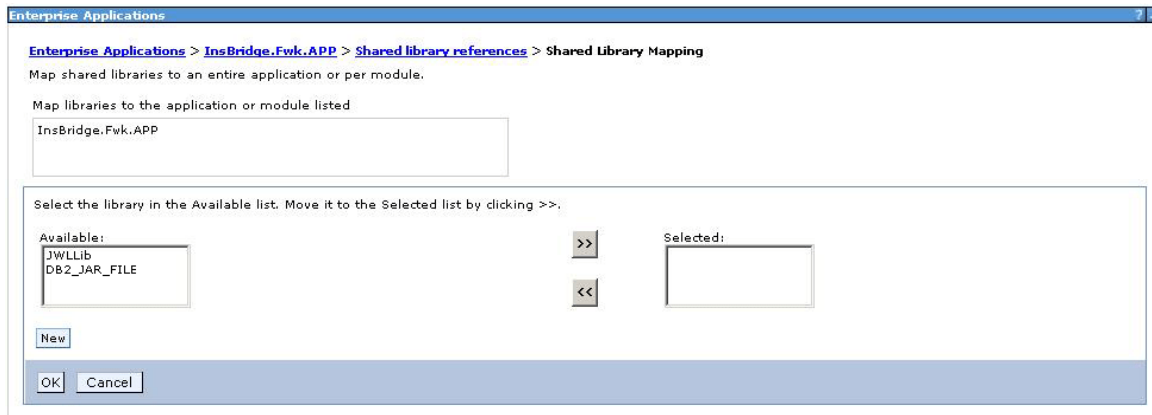 Enterprise Applications ?
Enterprise Applications > InsBridge.Fwk.APP > Shared library references > Shared Library Mapping
Map shared libraries to an entire application or per module.
Map libraries to the application or module listed
InsBridge.Fwk.APP
Select the library in the Available list. Move it to the Selected list by clicking >>.
Available:
JWLLib
DB2_JAR_FILE
>>
<<
Selected:
New
OK Cancel